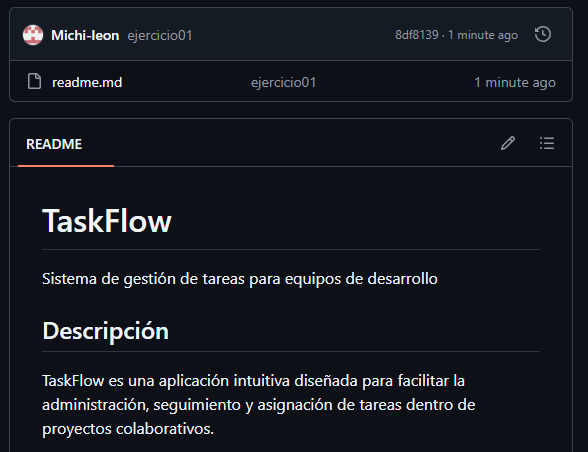 Michi-leon ejercicio01 8df8139 · 1 minute ago
readme.md ejercicio01 1 minute ago
README
TaskFlow
Sistema de gestión de tareas para equipos de desarrollo
Descripción
TaskFlow es una aplicación intuitiva diseñada para facilitar la
administración, seguimiento y asignación de tareas dentro de
proyectos colaborativos.